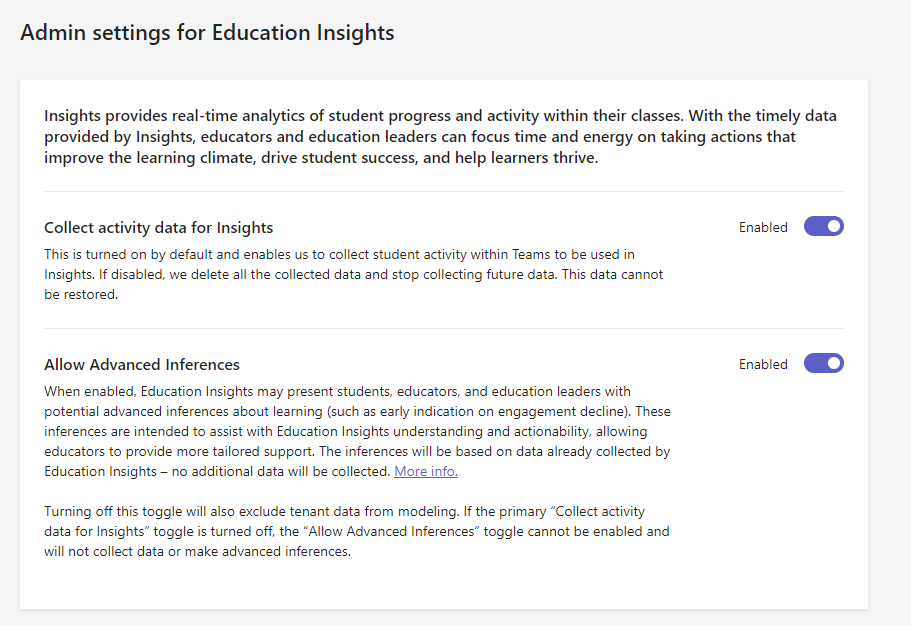 Admin settings for Education Insights
Insights provides real-time analytics of student progress and activity within their classes. With the timely data
provided by Insights, educators and education leaders can focus time and energy on taking actions that
improve the learning climate, drive student success, and help learners thrive.
Collect activity data for Insights
Enabled
This is turned on by default and enables us to collect student activity within Teams to be used in
Insights. If disabled, we delete all the collected data and stop collecting future data. This data cannot
be restored.
Allow Advanced Inferences
Enabled
When enabled, Education Insights may present students, educators, and education leaders with
potential advanced inferences about learning (such as early indication on engagement decline). These
inferences are intended to assist with Education Insights understanding and actionability, allowing
educators to provide more tailored support. The inferences will be based on data already collected by
Education Insights – no additional data will be collected. More info.
Turning off this toggle will also exclude tenant data from modeling. If the primary “Collect activity
data for Insights” toggle is turned off, the “Allow Advanced Inferences” toggle cannot be enabled and
will not collect data or make advanced inferences.